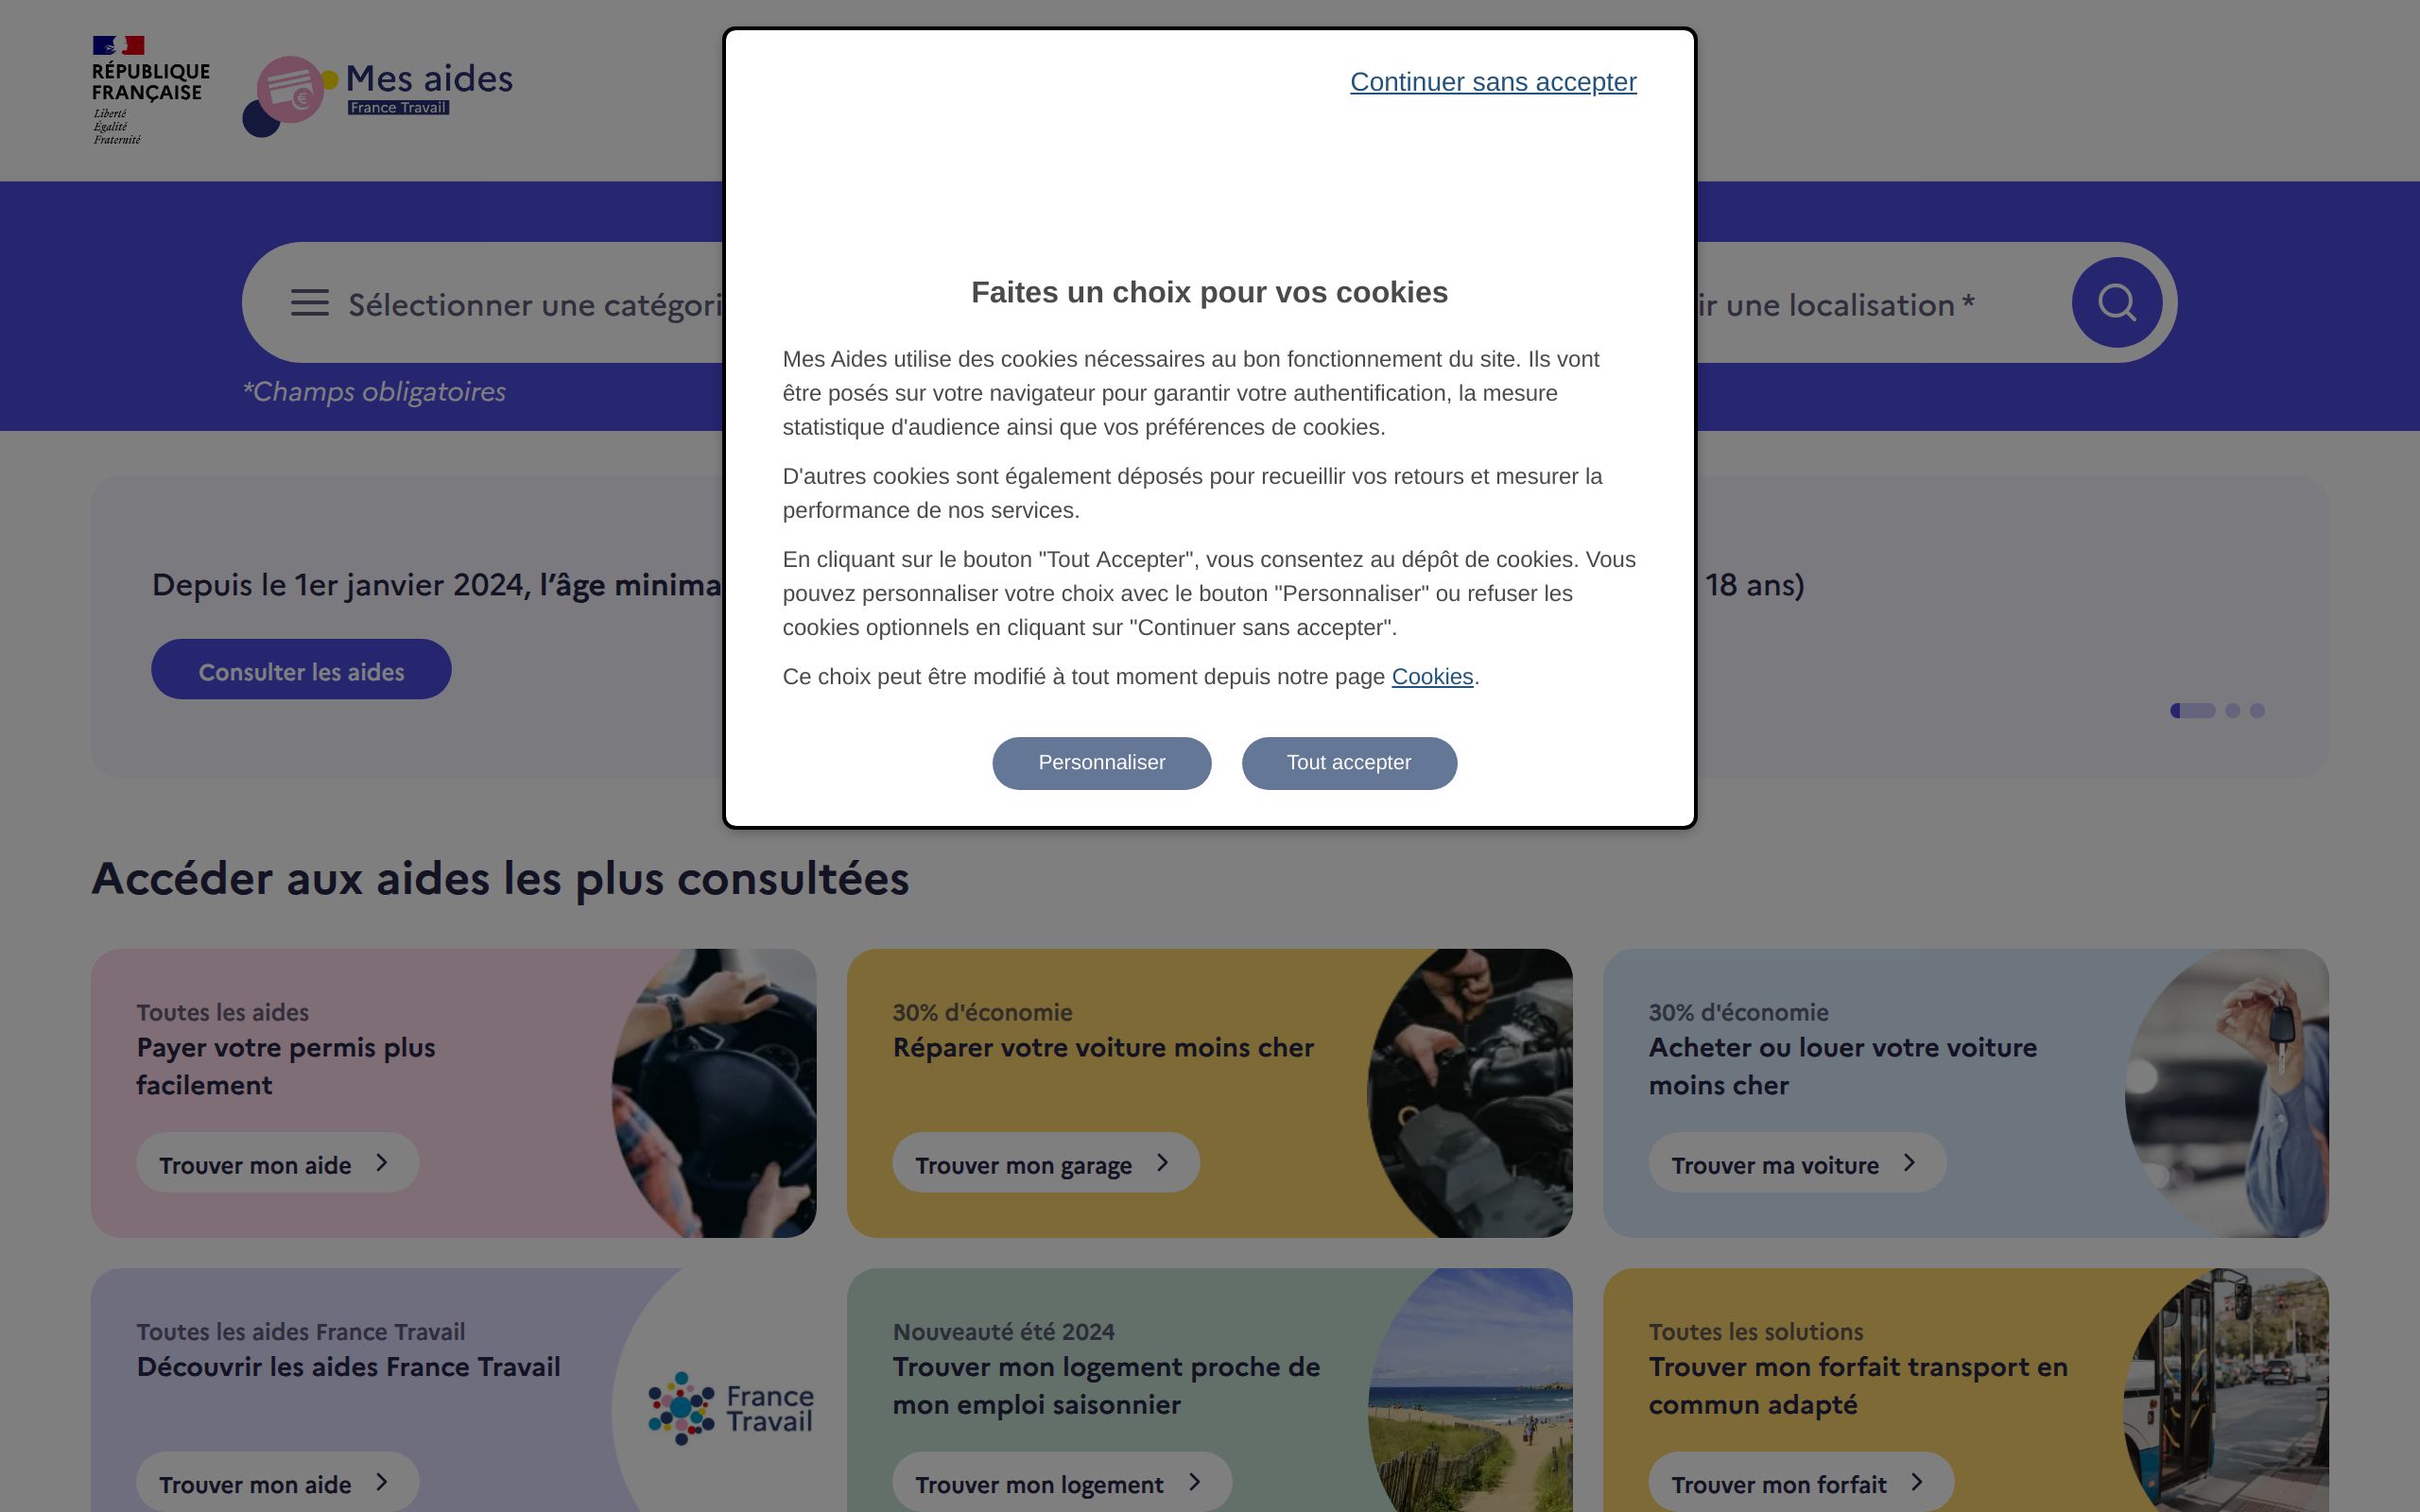 RÉPUBLIQUE
FRANÇAISE
Liberté
Égalité
Fraternité
Mes aides
France Travail
Continuer sans accepter
Faites un choix pour vos cookies
Mes Aides utilise des cookies nécessaires au bon fonctionnement du site. Ils vont
être posés sur votre navigateur pour garantir votre authentification, la mesure
statistique d'audience ainsi que vos préférences de cookies.
D'autres cookies sont également déposés pour recueillir vos retours et mesurer la
performance de nos services.
En cliquant sur le bouton "Tout Accepter", vous consentez au dépôt de cookies. Vous
pouvez personnaliser votre choix avec le bouton "Personnaliser" ou refuser les
cookies optionnels en cliquant sur "Continuer sans accepter".
Ce choix peut être modifié à tout moment depuis notre page Cookies.
Personnaliser
Tout accepter
Sélectionner une catégori
ir une localisation *
*Champs obligatoires
Depuis le 1er janvier 2024, l’âge minima
18 ans)
Consulter les aides
Accéder aux aides les plus consultées
Toutes les aides
Payer votre permis plus
facilement
Trouver mon aide
30% d'économie
Réparer votre voiture moins cher
Trouver mon garage
30% d'économie
Acheter ou louer votre voiture
moins cher
Trouver ma voiture
Toutes les aides France Travail
Découvrir les aides France Travail
Trouver mon aide
France
Travail
Nouveauté été 2024
Trouver mon logement proche de
mon emploi saisonnier
Trouver mon logement
Toutes les solutions
Trouver mon forfait transport en
commun adapté
Trouver mon forfait